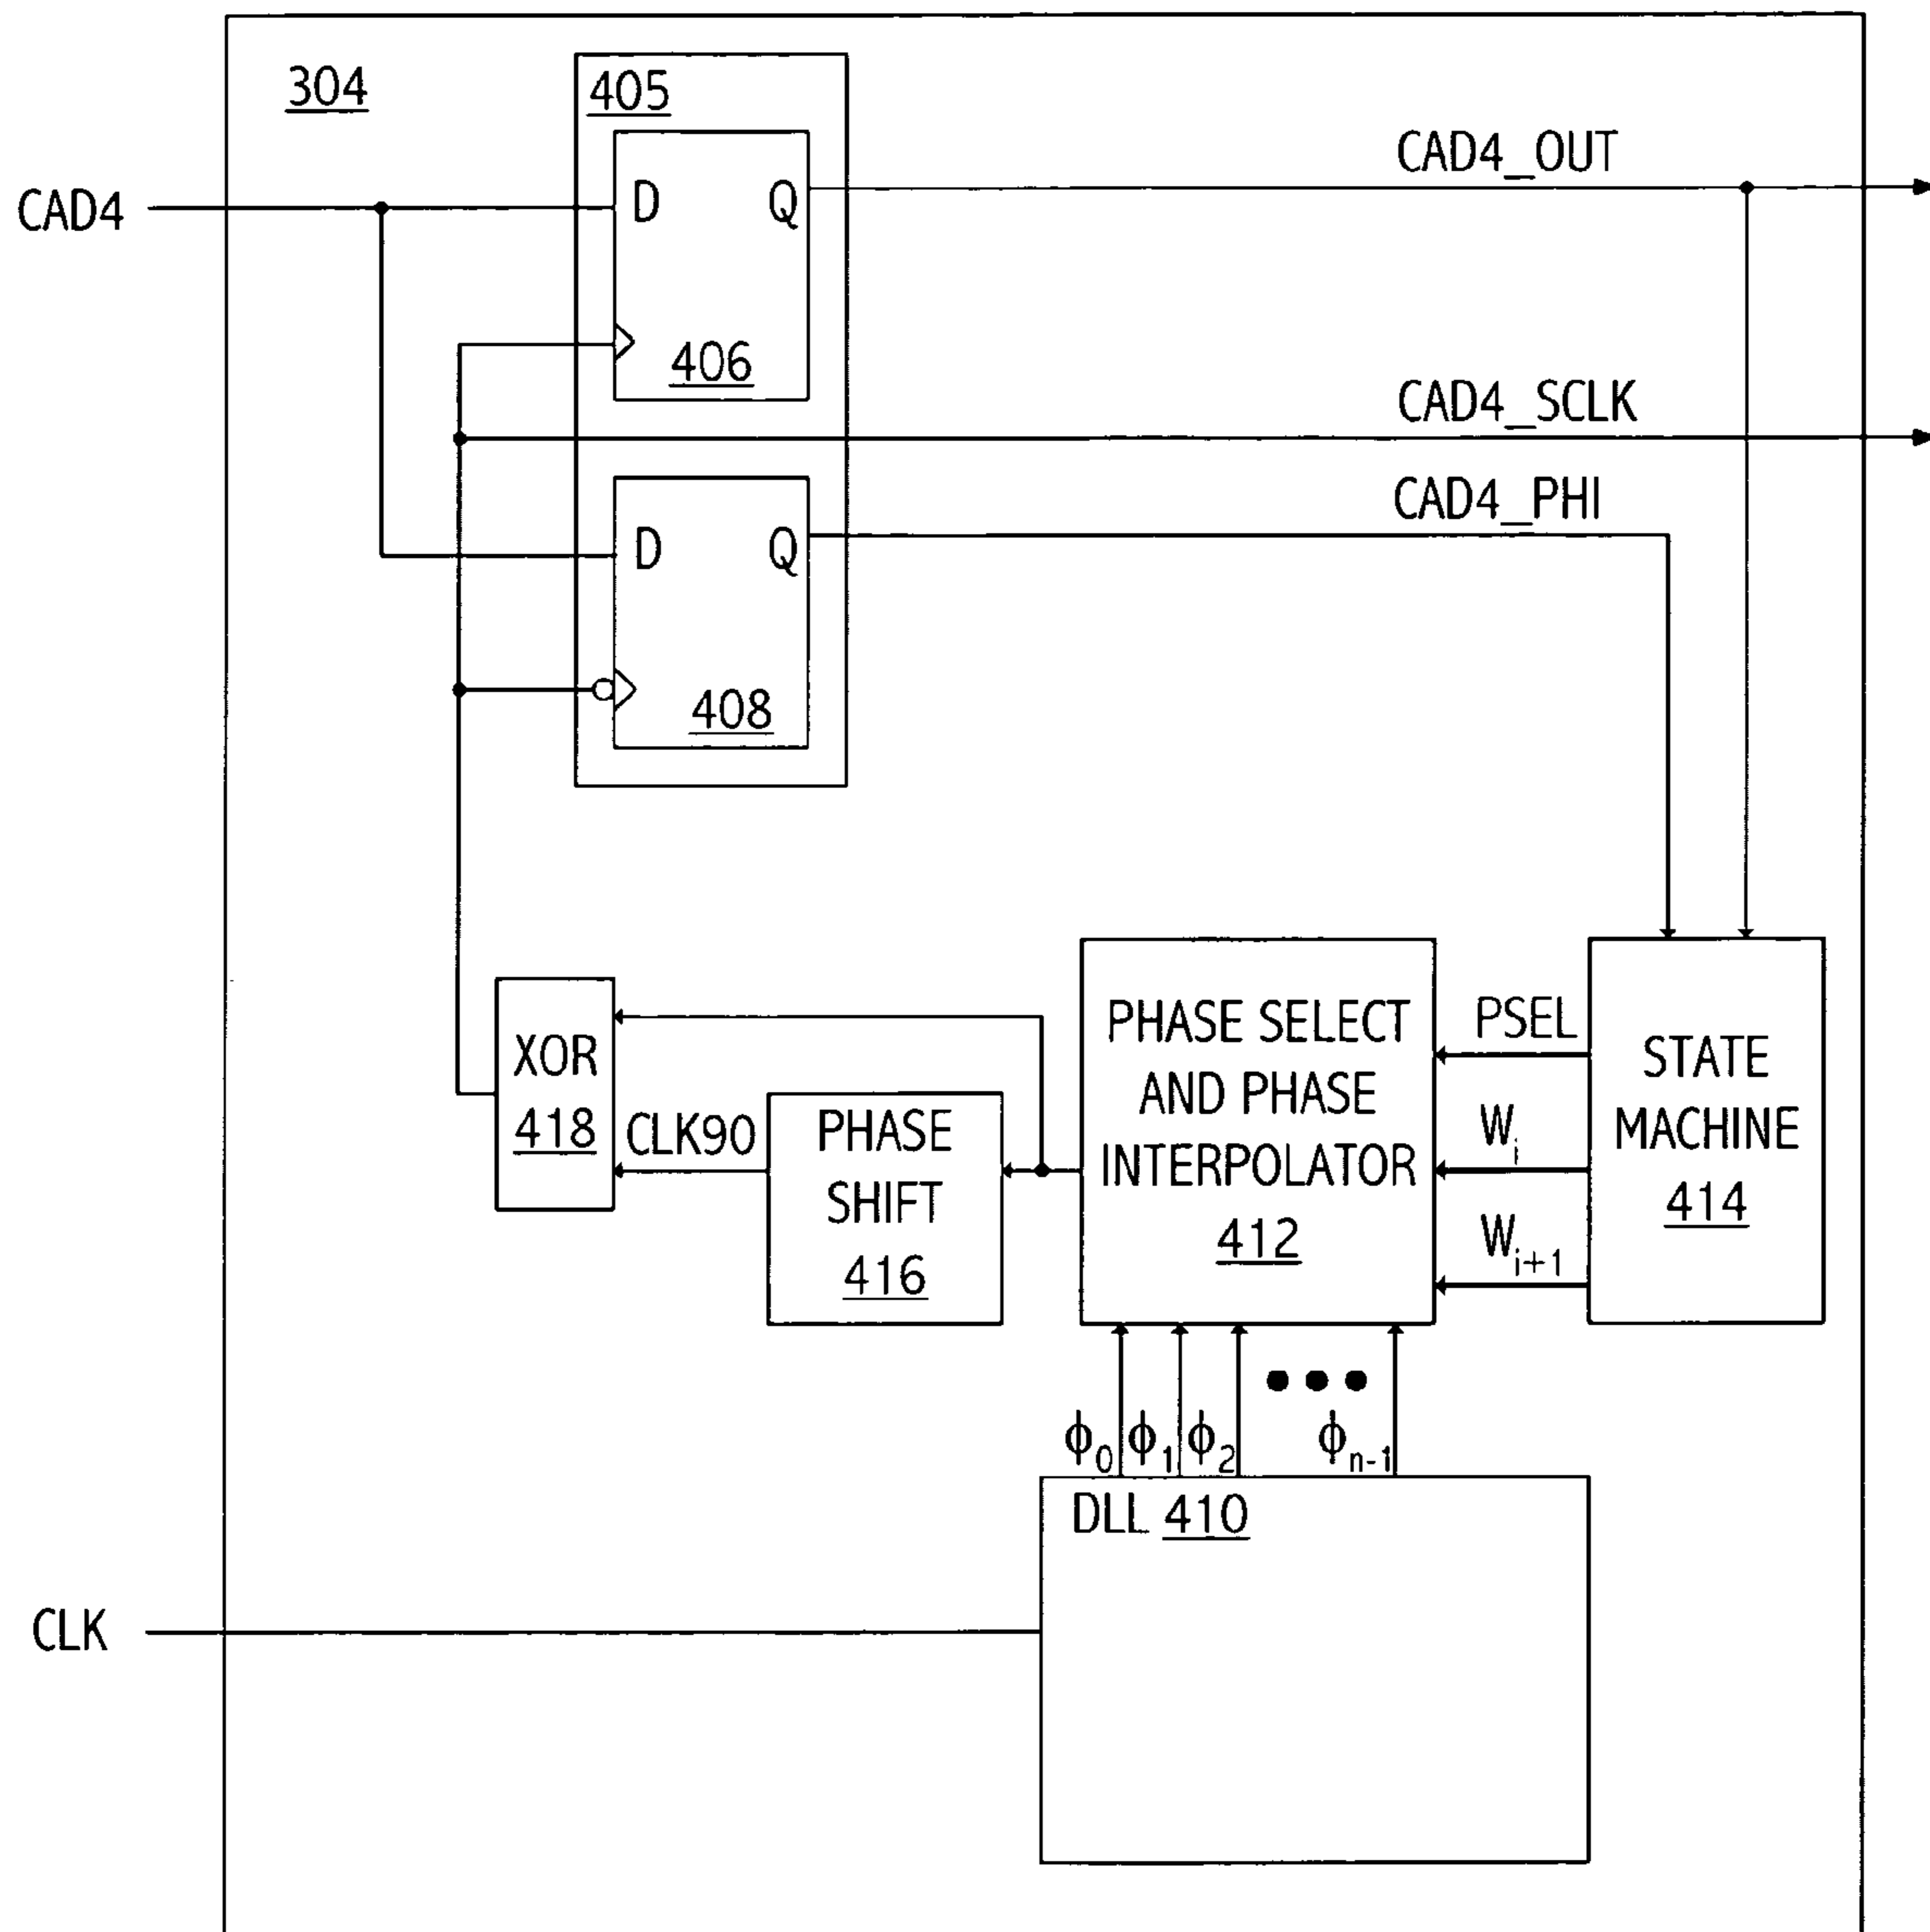 304
405
CAD4
D
Q
406
CAD4_OUT
CAD4_SCLK
D
Q
408
CAD4_PHI
XOR
418
CLK90
PHASE
SHIFT
416
PHASE SELECT
AND PHASE
INTERPOLATOR
412
PSEL
Wi
Wi+1
STATE
MACHINE
414
ϕ0 ϕ1 ϕ2 ••• ϕn-1
DLL 410
CLK